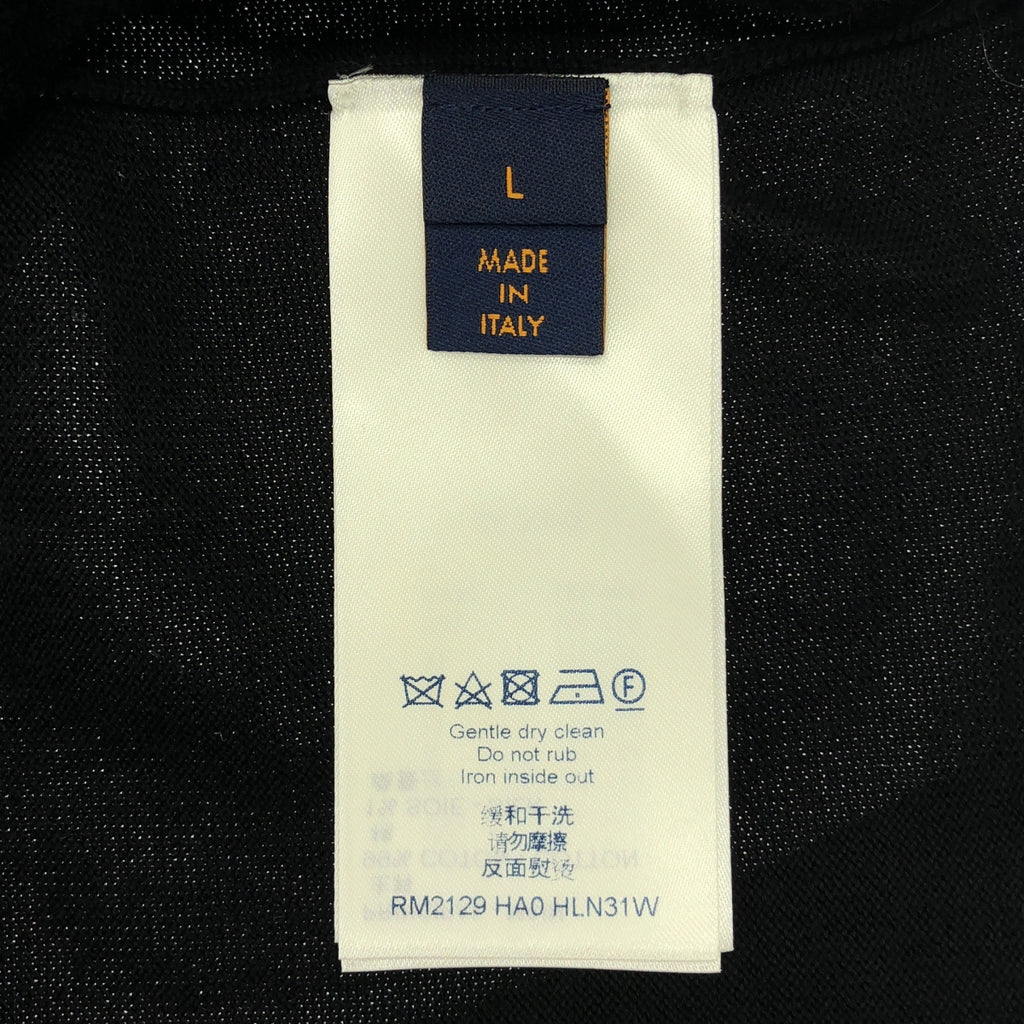 L
MADE
IN
ITALY
F
Gentle dry clean
Do not rub
Iron inside out
缓和干洗
请勿摩擦
反面熨烫
RM2129 HA0 HLN31W